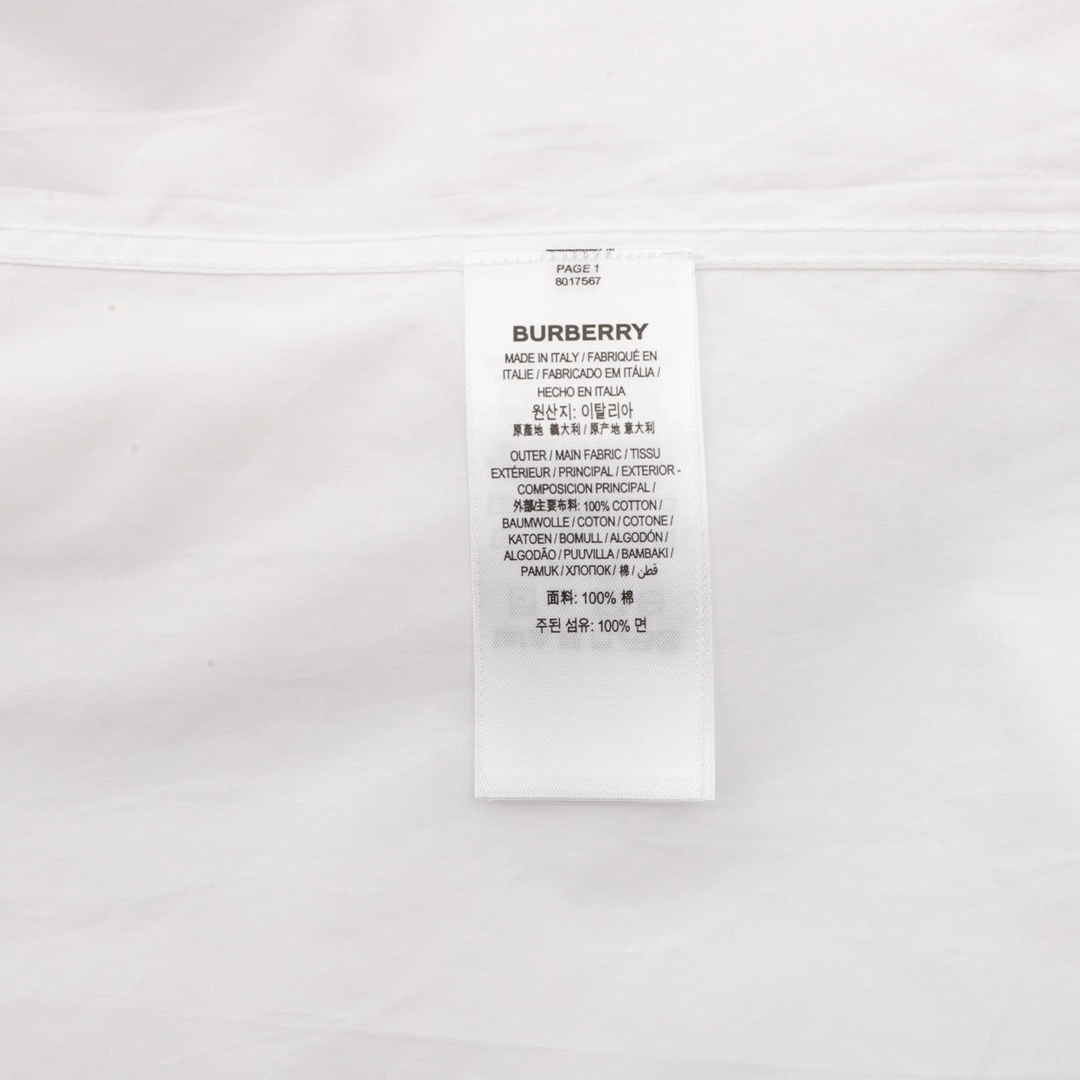 PAGE 1
8017567
BURBERRY
MADE IN ITALY / FABRIQUÉ EN
ITALIE / FABRICADO EM ITÁLIA /
HECHO EN ITALIA
원산지: 이탈리아
原產地 義大利 / 原产地 意大利
OUTER / MAIN FABRIC / TISSU
EXTÉRIEUR / PRINCIPAL / EXTERIOR -
COMPOSICION PRINCIPAL /
外部/主要布料: 100% COTTON /
BAUMWOLLE / COTON / COTONE /
KATOEN / BOMULL / ALGODÓN /
ALGODÃO / PUUVILLA / BAMBAKI /
PAMUK / ХЛОПОК / 棉 / قطن
面料: 100% 棉
주된 섬유: 100% 면